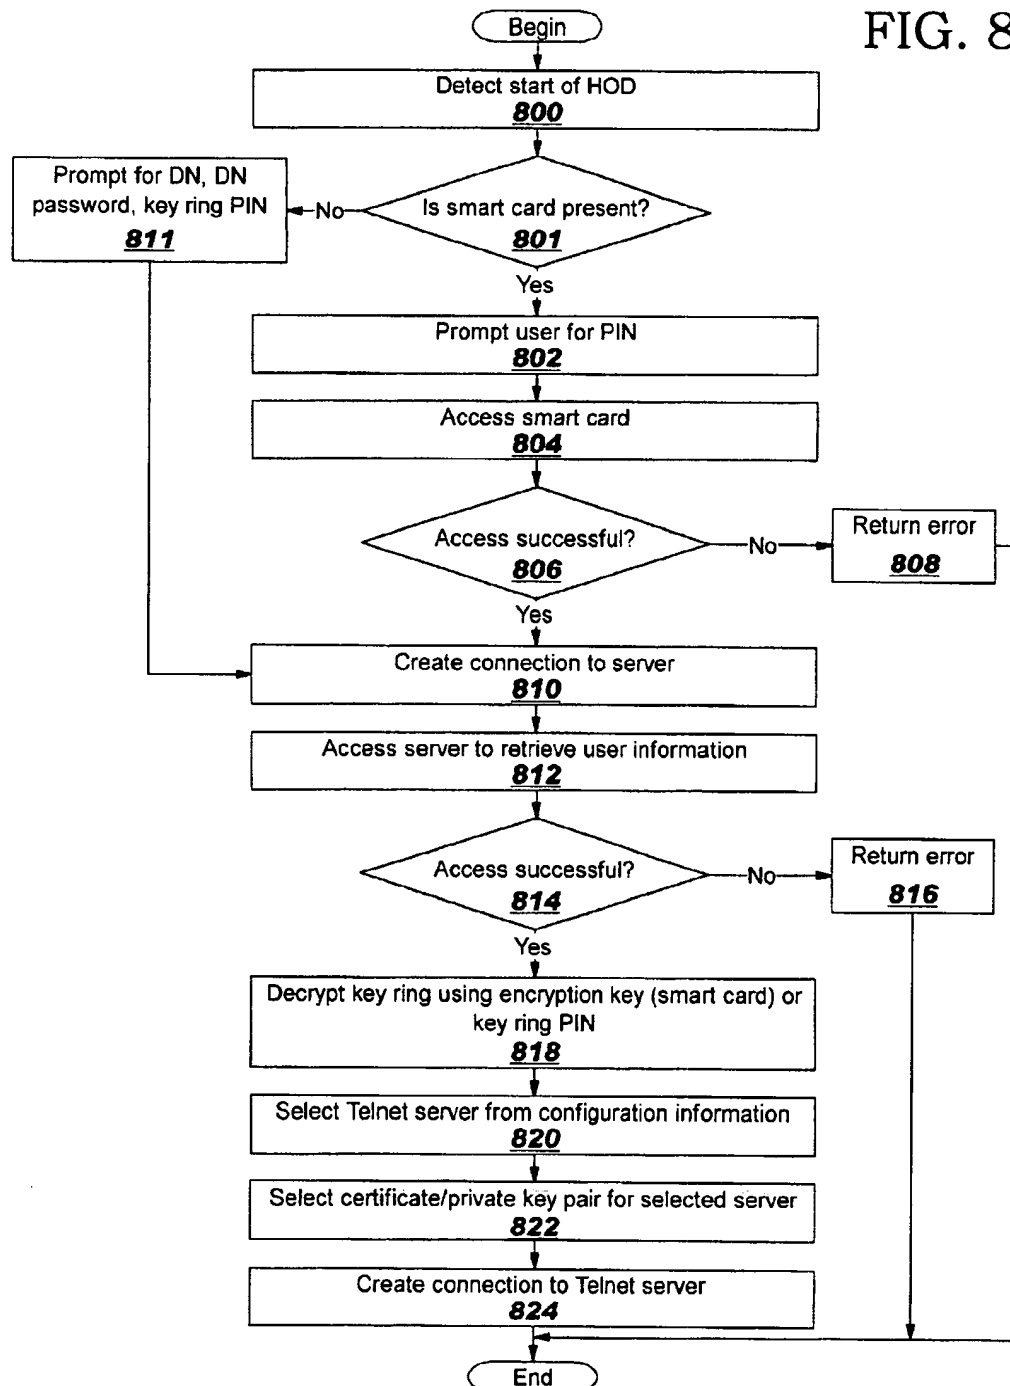 FIG. 8
Begin
Detect start of HOD
800
Prompt for DN, DN
password, key ring PIN
811
No
Is smart card present?
801
Yes
Prompt user for PIN
802
Access smart card
804
Access successful?
806
No
Return error
808
Yes
Create connection to server
810
Access server to retrieve user information
812
Access successful?
814
No
Return error
816
Yes
Decrypt key ring using encryption key (smart card) or
key ring PIN
818
Select Telnet server from configuration information
820
Select certificate/private key pair for selected server
822
Create connection to Telnet server
824
End